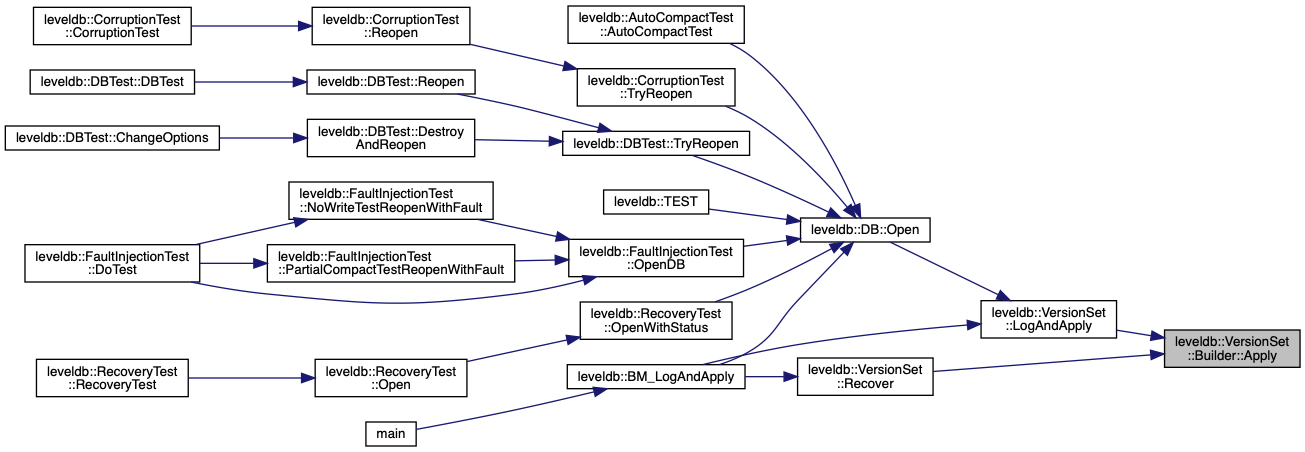 leveldb::CorruptionTest
::CorruptionTest
leveldb::CorruptionTest
::Reopen
leveldb::AutoCompactTest
::AutoCompactTest
leveldb::DBTest::DBTest
leveldb::DBTest::Reopen
leveldb::CorruptionTest
::TryReopen
leveldb::DBTest::ChangeOptions
leveldb::DBTest::Destroy
AndReopen
leveldb::DBTest::TryReopen
leveldb::FaultInjectionTest
::NoWriteTestReopenWithFault
leveldb::TEST
leveldb::DB::Open
leveldb::FaultInjectionTest
::DoTest
leveldb::FaultInjectionTest
::PartialCompactTestReopenWithFault
leveldb::FaultInjectionTest
::OpenDB
leveldb::RecoveryTest
::OpenWithStatus
leveldb::VersionSet
::LogAndApply
leveldb::VersionSet
::Builder::Apply
leveldb::RecoveryTest
::RecoveryTest
leveldb::RecoveryTest
::Open
leveldb::BM_LogAndApply
leveldb::VersionSet
::Recover
main